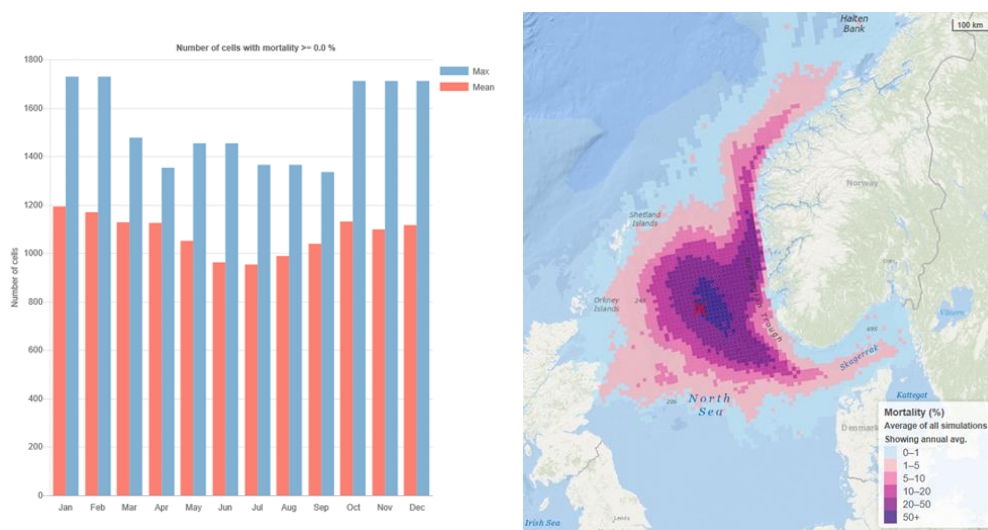 Number of cells with mortality >= 0.0 %
Max
Mean
1800
1600
1400
1200
1000
800
600
400
200
0
Number of cells
Jan Feb Mar Apr May Jun Jul Aug Sep Oct Nov Dec
Halten
Bank
100 km
Norway
Shetland
Islands
Orkney
Islands
Trough
Skagerrak
North
Sea
Kattegat
Denmark
Vänern
Irish Sea
Leeds
Mortality (%)
Average of all simulations
Showing annual avg.
0–1
1–5
5–10
10–20
20–50
50+